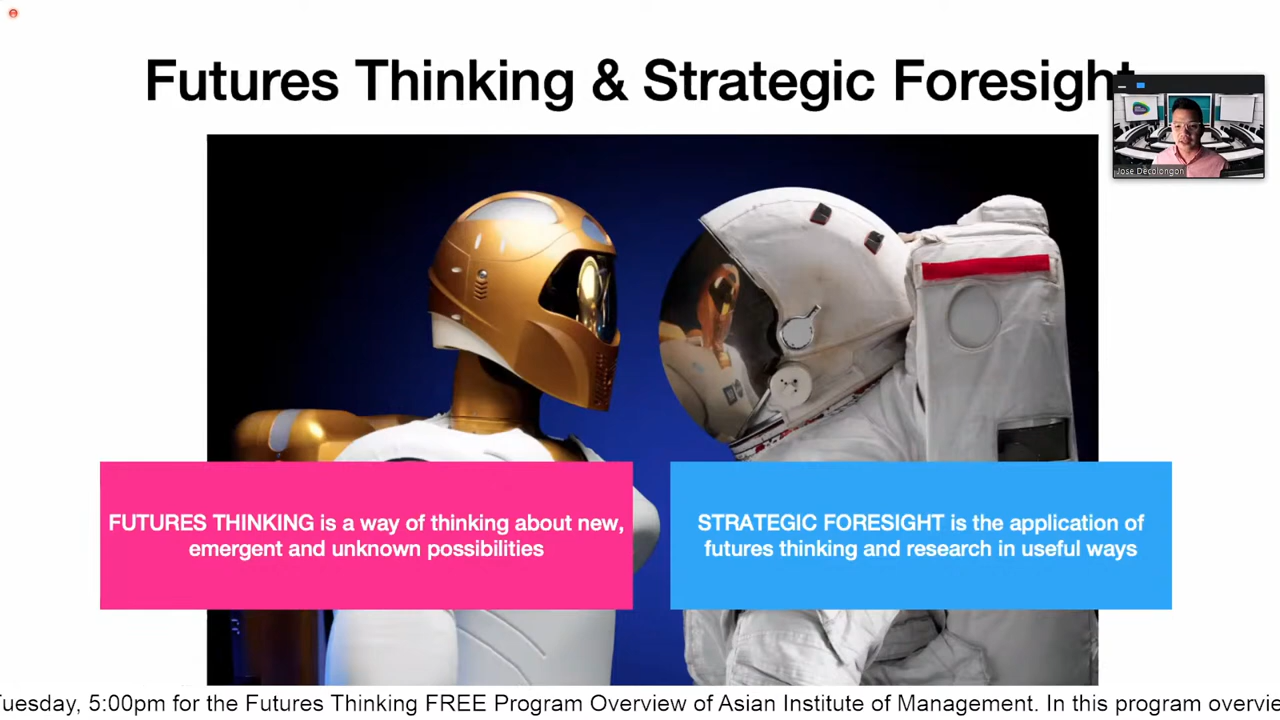 Futures Thinking & Strategic Foresight
Jose Decolongon
FUTURES THINKING is a way of thinking about new,
emergent and unknown possibilities
STRATEGIC FORESIGHT is the application of
futures thinking and research in useful ways
Tuesday, 5:00pm for the Futures Thinking FREE Program Overview of Asian Institute of Management. In this program overvie